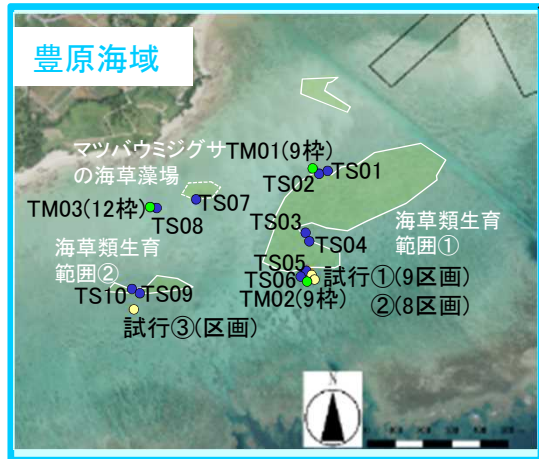 豊原海域
マツバウミジグサ
の海草藻場
TM01(9枠)
TS01
TS02
TS07
TM03(12枠)
TS08
TS03
TS04
海草類生育
範囲①
海草類生育
範囲②
TS05
TS06
試行①(9区画)
TM02(9枠)
②(8区画)
TS10
TS09
試行③(区画)
N